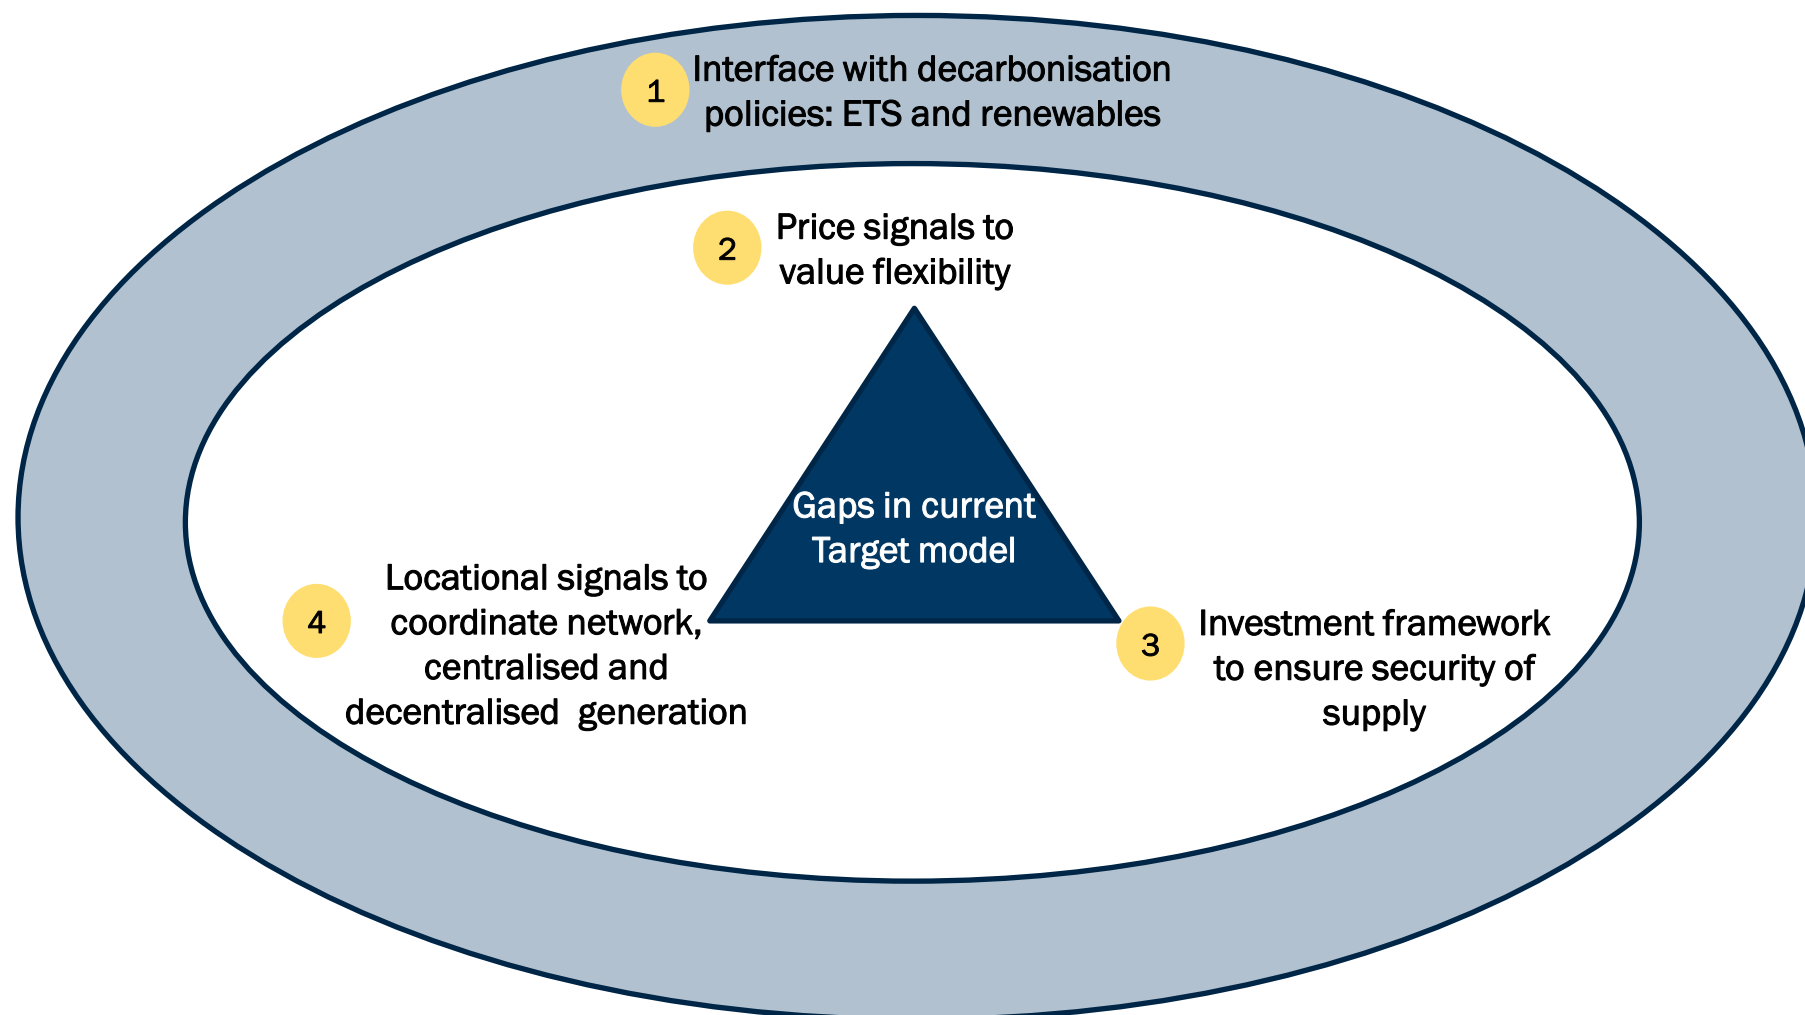 1
Interface with decarbonisation
policies: ETS and renewables
2
Price signals to
value flexibility
Gaps in current
Target model
4
Locational signals to
coordinate network,
centralised and
decentralised  generation
3
Investment framework
to ensure security of
supply